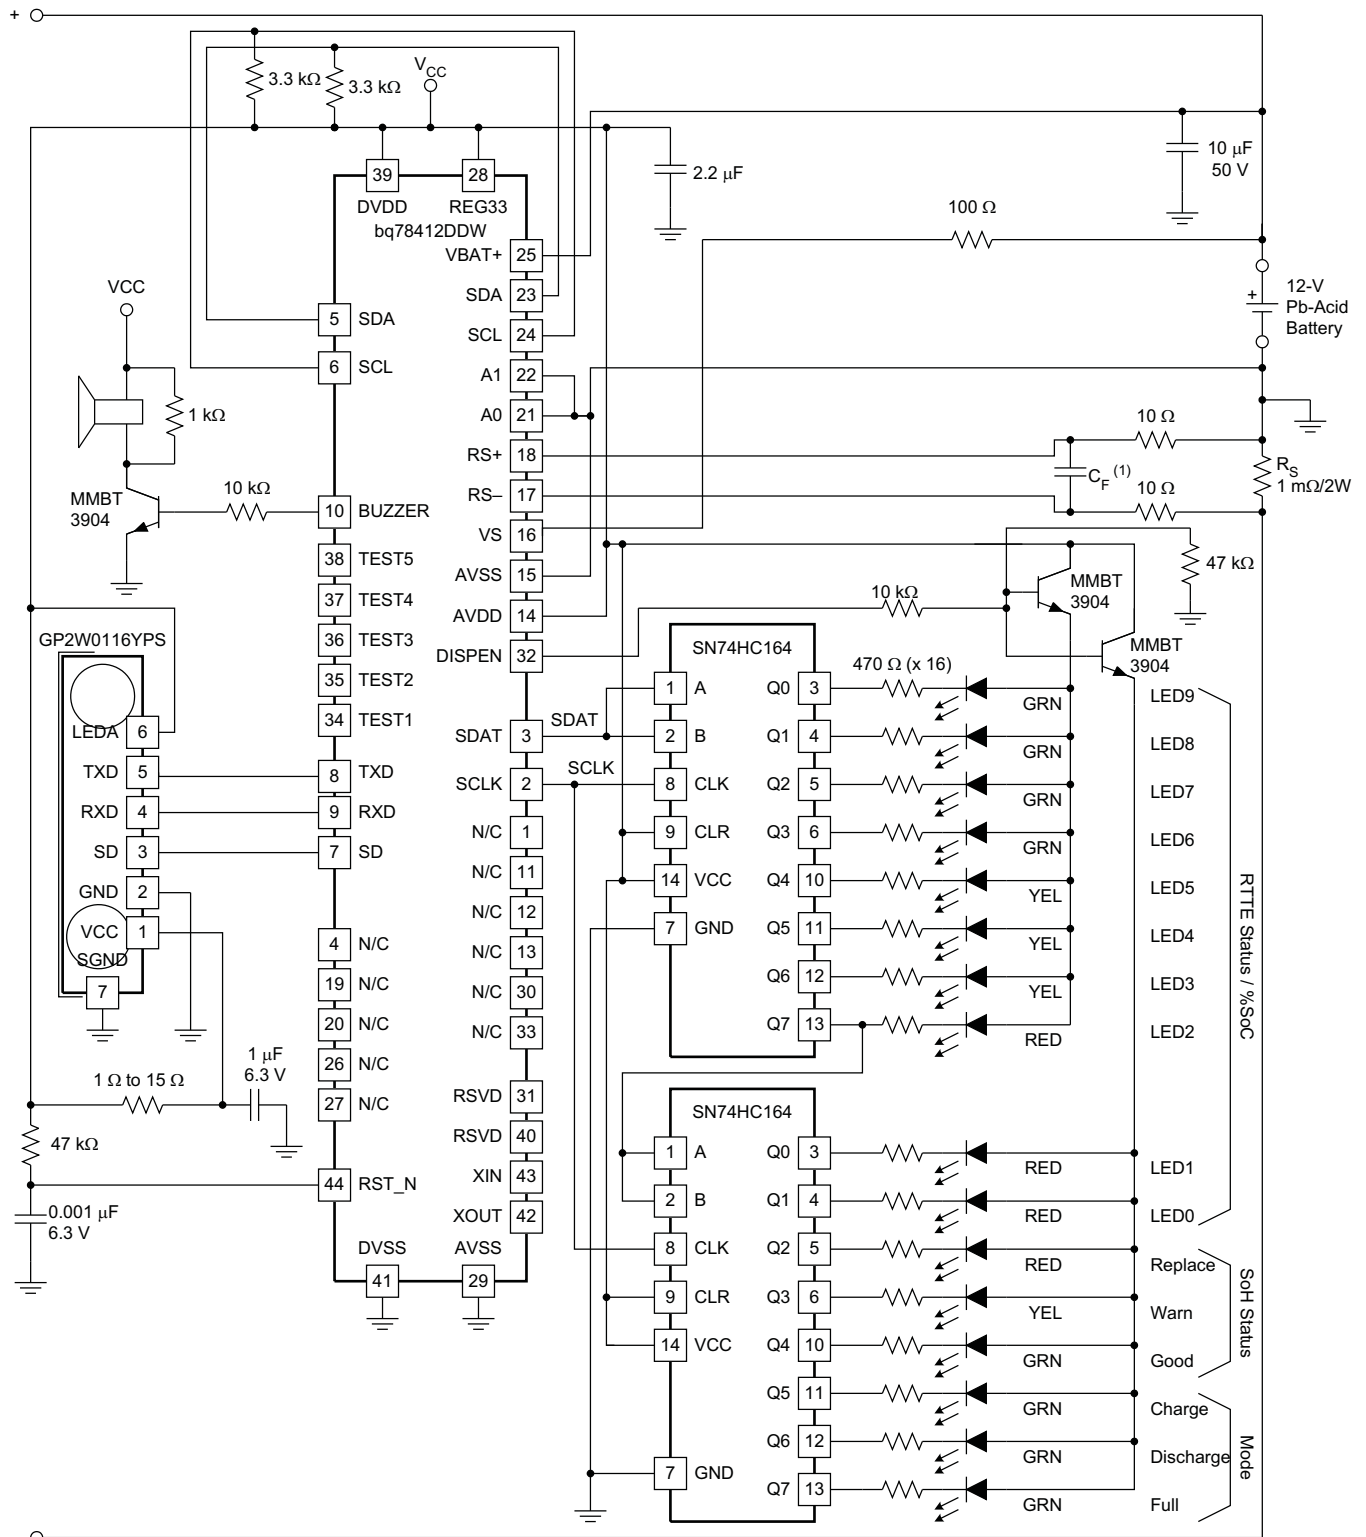 +
3.3 kΩ
3.3 kΩ
VCC
2.2 μF
10 μF
50 V
39
28
DVDD
REG33
bq78412DDW
100 Ω
VBAT+
25
SDA
23
SCL
24
A1
22
A0
21
RS+
18
RS–
17
VS
16
AVSS
15
AVDD
14
DISPEN
32
SDAT
3
SCLK
2
N/C
1
N/C
11
N/C
12
N/C
13
N/C
30
N/C
33
RSVD
31
RSVD
40
XIN
43
XOUT
42
DVSS
AVSS
41
29
5
SDA
6
SCL
10
BUZZER
38
TEST5
37
TEST4
36
TEST3
35
TEST2
34
TEST1
8
TXD
9
RXD
7
SD
4
N/C
19
N/C
20
N/C
26
N/C
27
N/C
44
RST_N
VCC
1 kΩ
MMBT
3904
10 kΩ
GP2W0116YPS
LEDA
6
TXD
5
RXD
4
SD
3
GND
2
VCC
1
SGND
7
1 Ω to 15 Ω
1 μF
6.3 V
47 kΩ
0.001 μF
6.3 V
+
12-V
Pb-Acid
Battery
10 Ω
CF (1)
10 Ω
RS
1 mΩ/2W
47 kΩ
MMBT
3904
MMBT
3904
10 kΩ
SDAT
SCLK
SN74HC164
470 Ω (x 16)
1
A
Q0
3
GRN
LED9
2
B
Q1
4
GRN
LED8
8
CLK
Q2
5
GRN
LED7
9
CLR
Q3
6
GRN
LED6
14
VCC
Q4
10
YEL
LED5
7
GND
Q5
11
YEL
LED4
Q6
12
YEL
LED3
Q7
13
RED
LED2
RTTE Status / %SoC
SN74HC164
1
A
Q0
3
RED
LED1
2
B
Q1
4
RED
LED0
8
CLK
Q2
5
RED
Replace
9
CLR
Q3
6
YEL
Warn
14
VCC
Q4
10
GRN
Good
SoH Status
Q5
11
GRN
Charge
Q6
12
GRN
Discharge
7
GND
Q7
13
GRN
Full
Mode